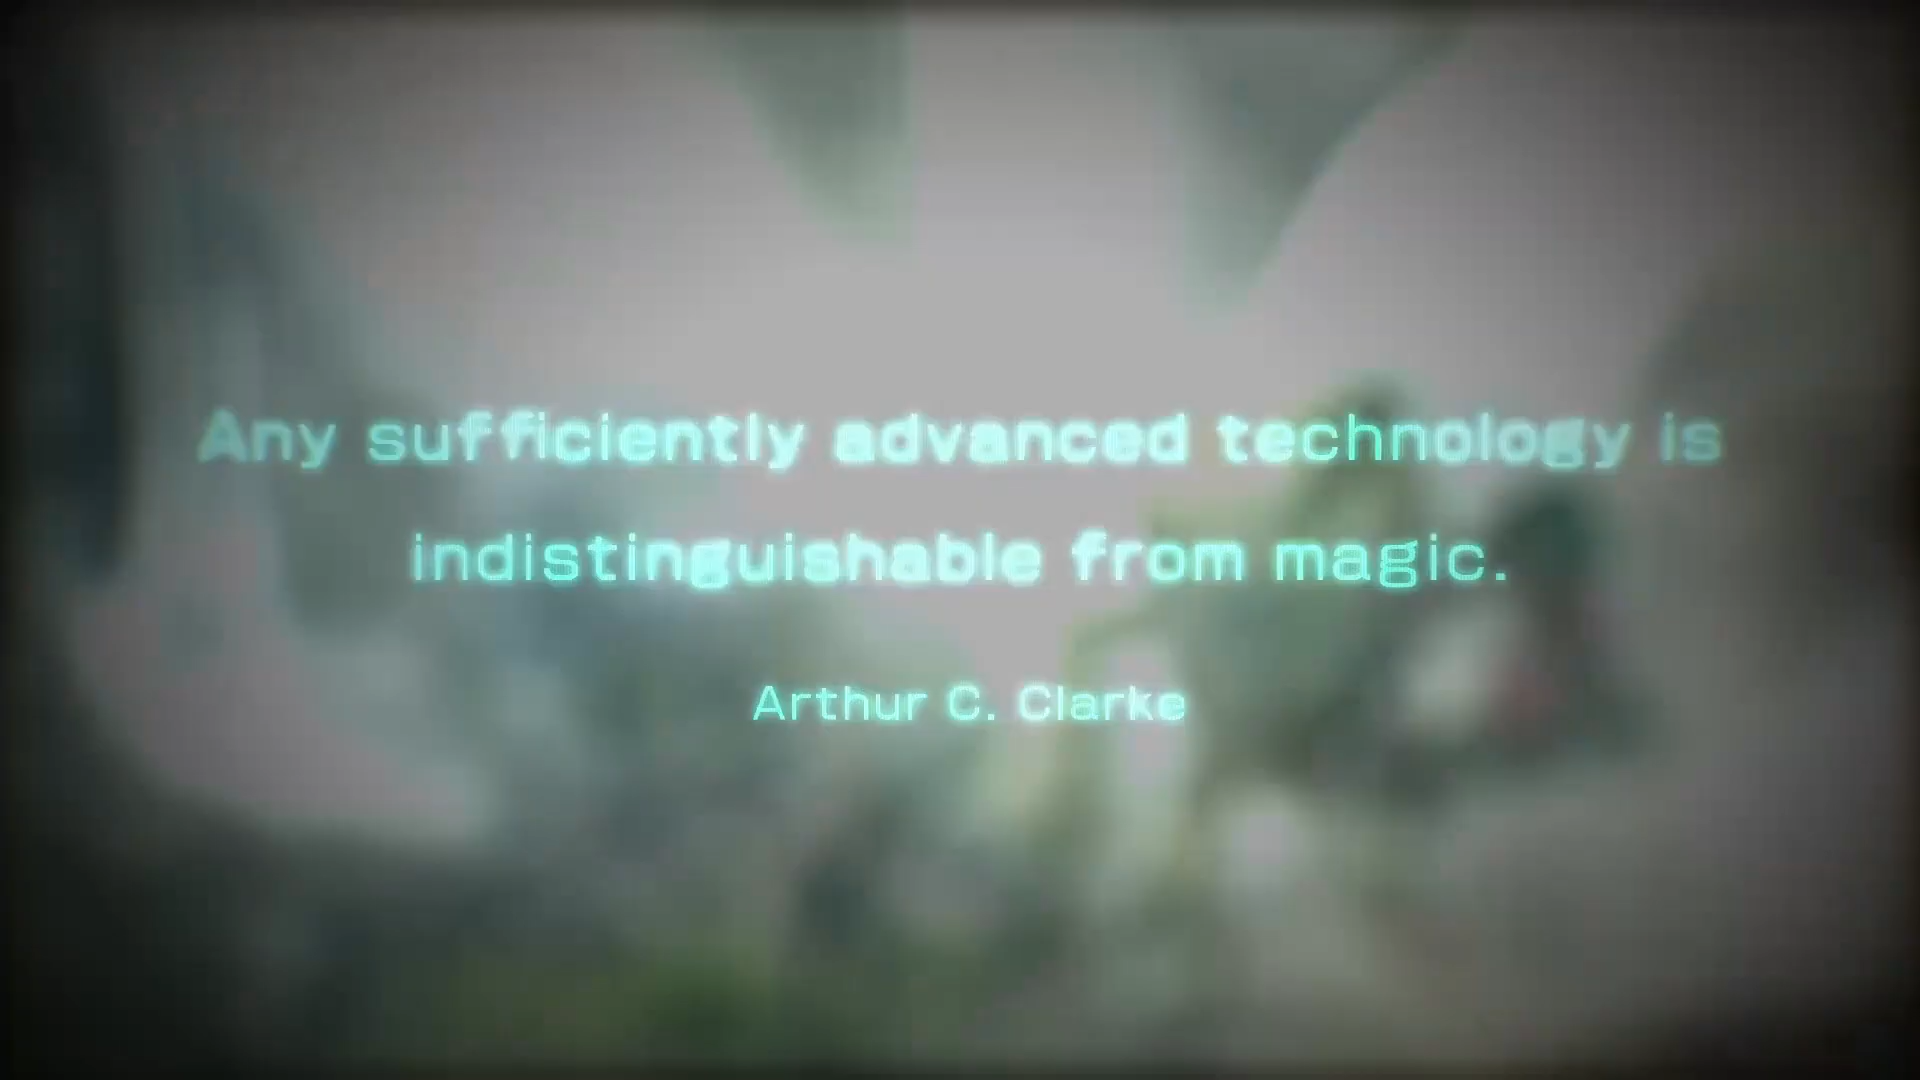 Any sufficiently advanced technology is
indistinguishable from magic.
Arthur C. Clarke